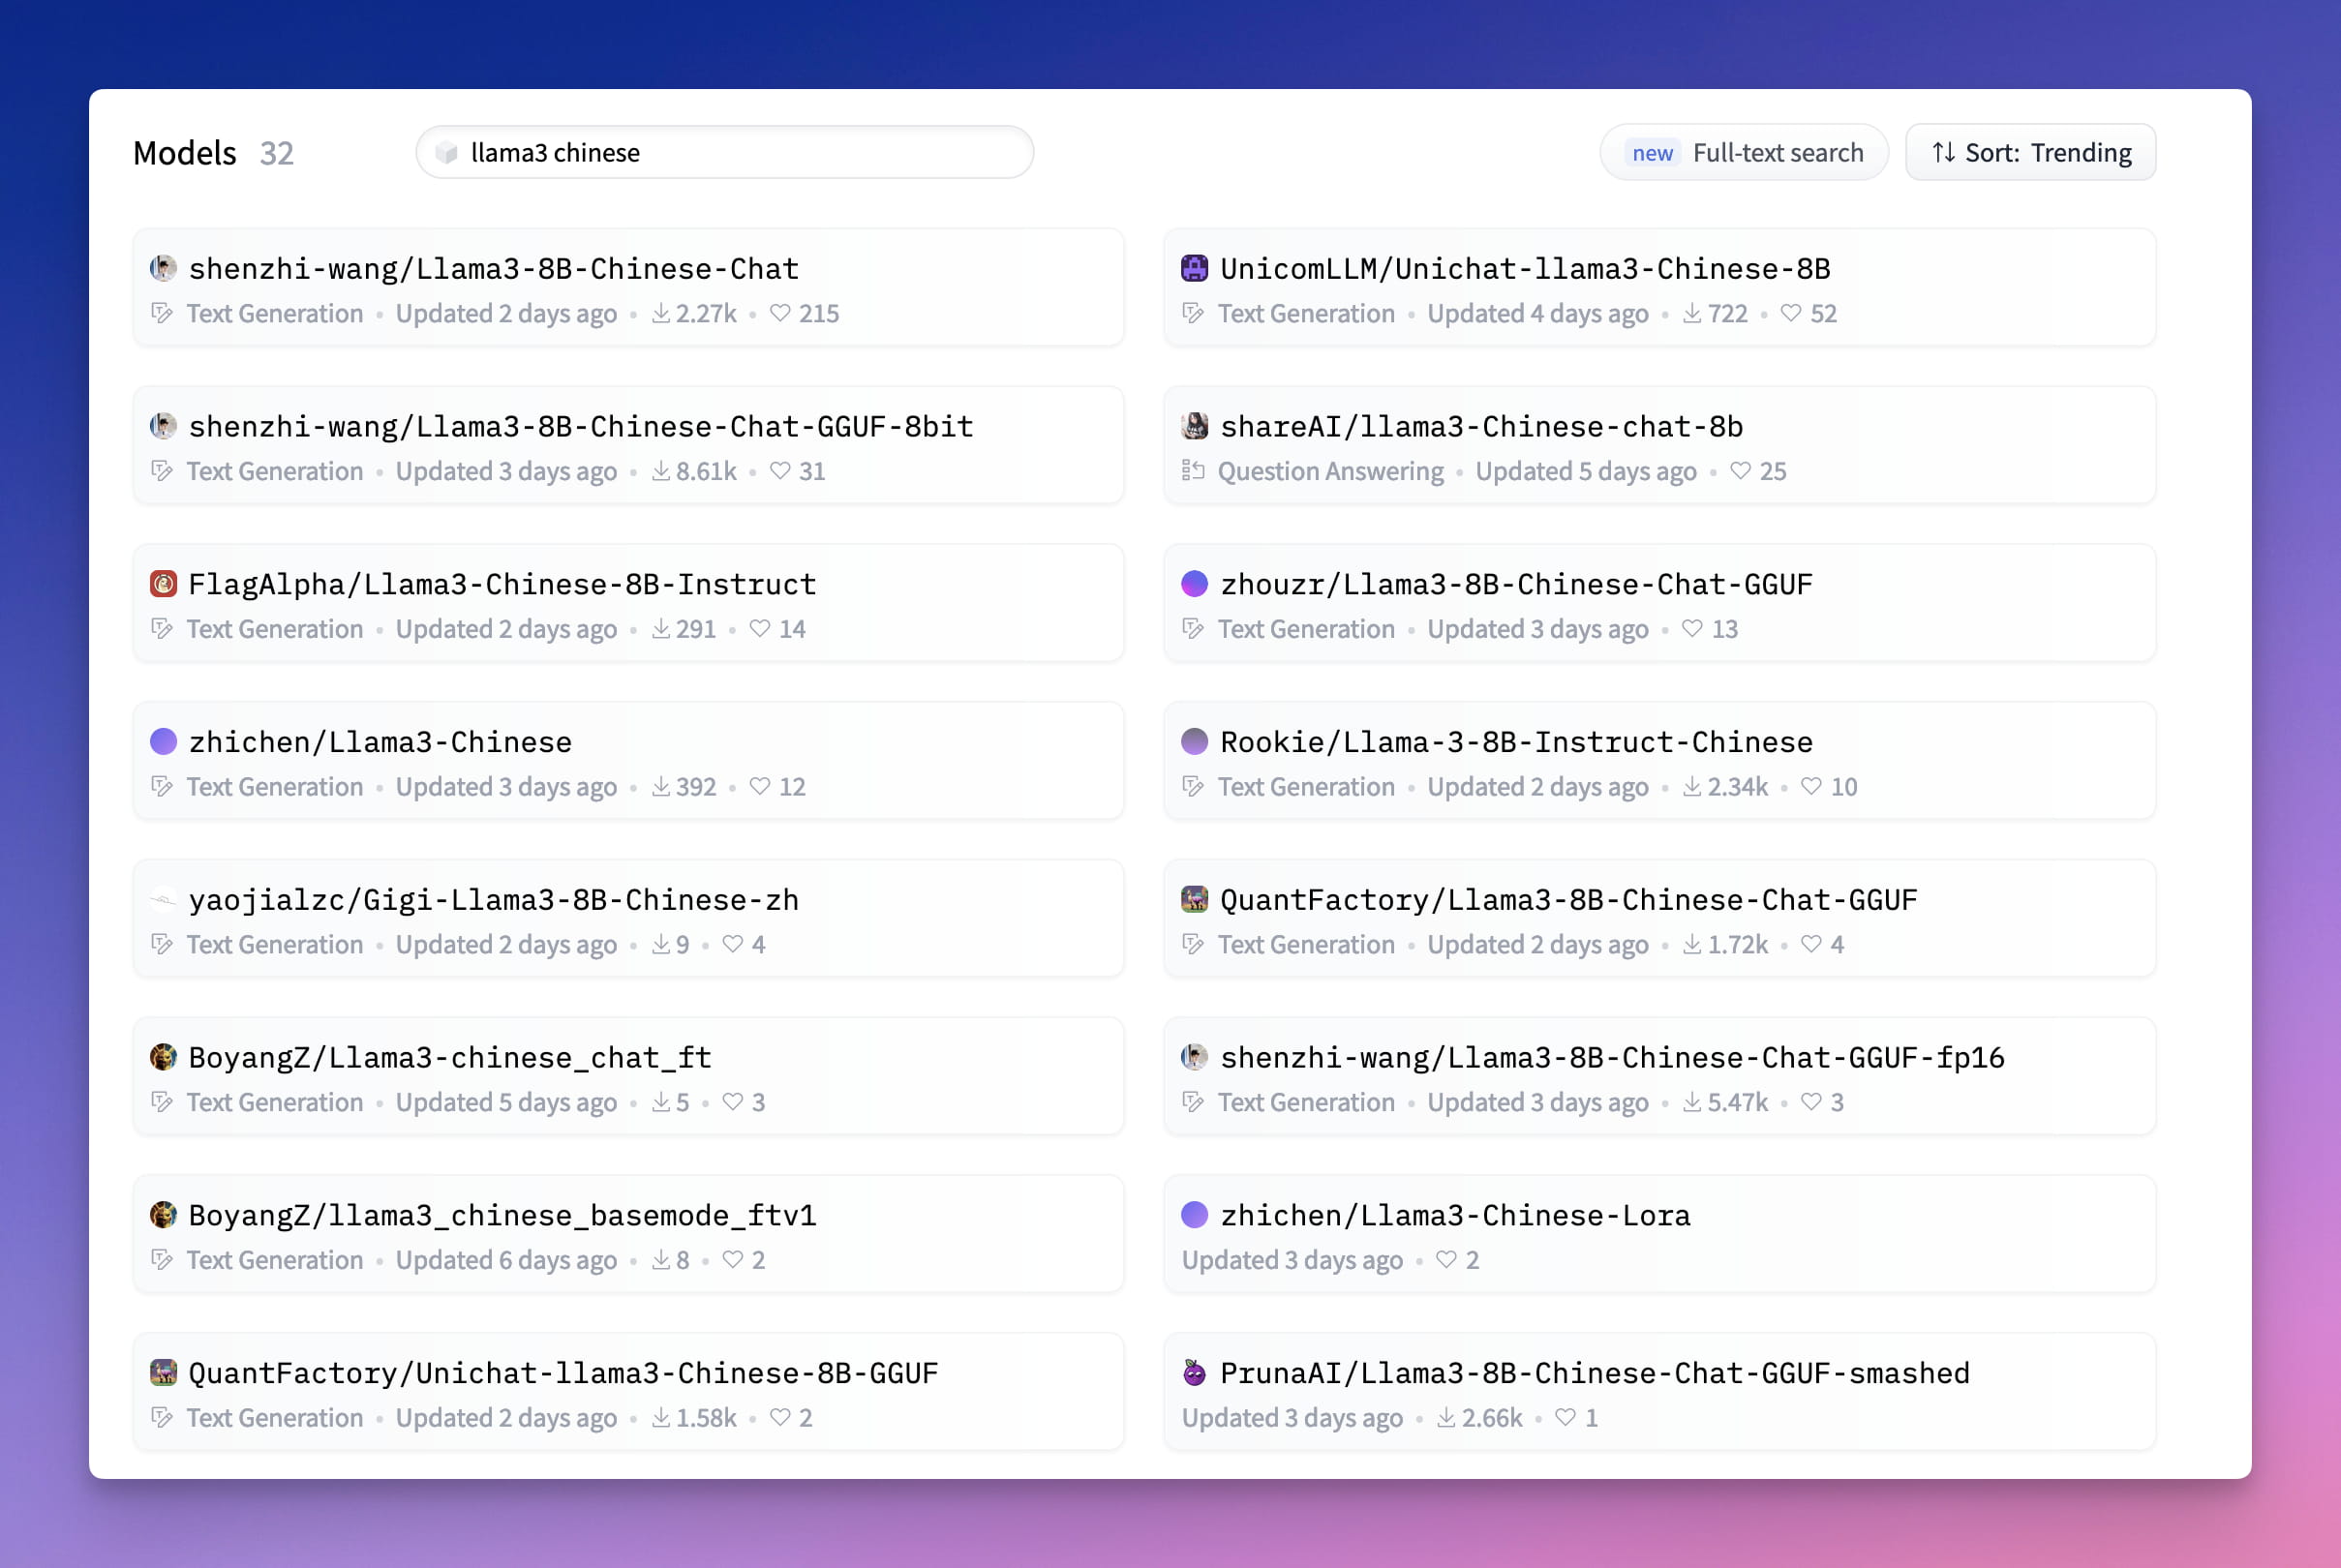 Models 32
llama3 chinese
new Full-text search
Sort: Trending
shenzhi-wang/Llama3-8B-Chinese-Chat
Text Generation • Updated 2 days ago • 2.27k • 215
UnicomLLM/Unichat-llama3-Chinese-8B
Text Generation • Updated 4 days ago • 722 • 52
shenzhi-wang/Llama3-8B-Chinese-Chat-GGUF-8bit
Text Generation • Updated 3 days ago • 8.61k • 31
shareAI/llama3-Chinese-chat-8b
Question Answering • Updated 5 days ago • 25
FlagAlpha/Llama3-Chinese-8B-Instruct
Text Generation • Updated 2 days ago • 291 • 14
zhouzr/Llama3-8B-Chinese-Chat-GGUF
Text Generation • Updated 3 days ago • 13
zhichen/Llama3-Chinese
Text Generation • Updated 3 days ago • 392 • 12
Rookie/Llama-3-8B-Instruct-Chinese
Text Generation • Updated 2 days ago • 2.34k • 10
yaojialzc/Gigi-Llama3-8B-Chinese-zh
Text Generation • Updated 2 days ago • 9 • 4
QuantFactory/Llama3-8B-Chinese-Chat-GGUF
Text Generation • Updated 2 days ago • 1.72k • 4
BoyangZ/Llama3-chinese_chat_ft
Text Generation • Updated 5 days ago • 5 • 3
shenzhi-wang/Llama3-8B-Chinese-Chat-GGUF-fp16
Text Generation • Updated 3 days ago • 5.47k • 3
BoyangZ/llama3_chinese_basemode_ftv1
Text Generation • Updated 6 days ago • 8 • 2
zhichen/Llama3-Chinese-Lora
Updated 3 days ago • 2
QuantFactory/Unichat-llama3-Chinese-8B-GGUF
Text Generation • Updated 2 days ago • 1.58k • 2
PrunaAI/Llama3-8B-Chinese-Chat-GGUF-smashed
Updated 3 days ago • 2.66k • 1